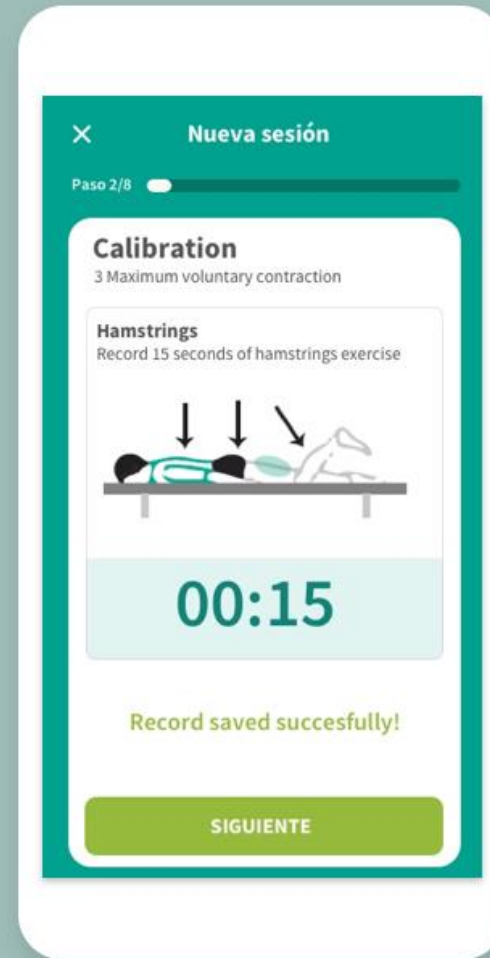 Nueva sesión
Paso 2/8
Calibration
3 Maximum voluntary contraction
Hamstrings
Record 15 seconds of hamstrings exercise
00:15
Record saved succesfully!
SIGUIENTE